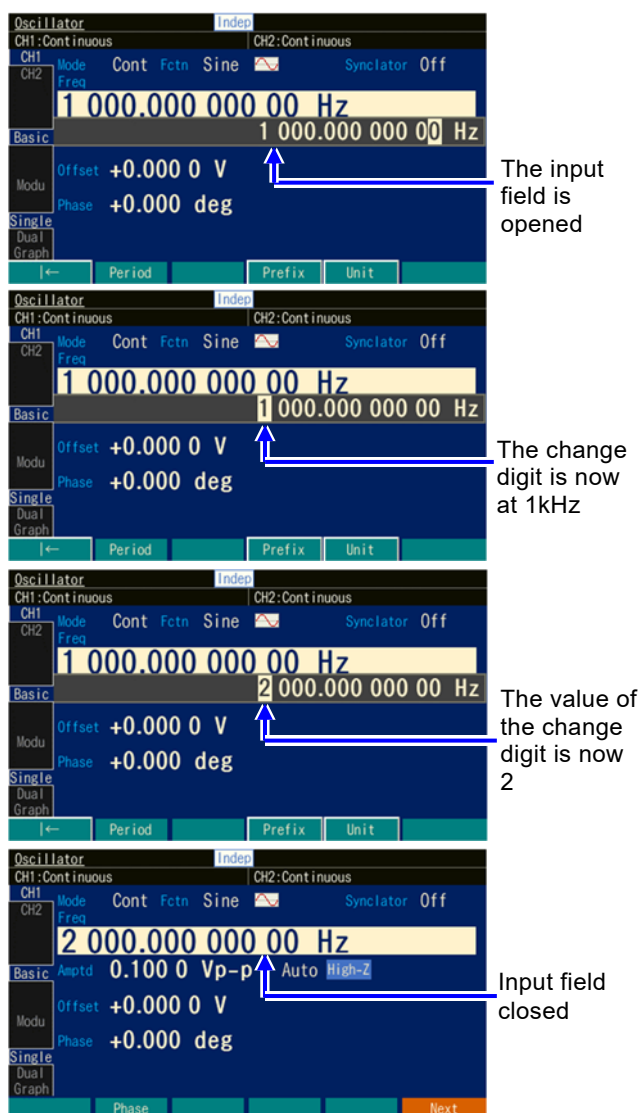 Oscillator Indep
CH1:Continuous CH2:Continuous
CH1 Mode Cont Fctn Sine Synclator Off
CH2 Freq
1 000.000 000 00 Hz
1 000.000 000 00 Hz
Basic
Offset +0.000 0 V
Modu
Phase +0.000 deg
Single
Dual
Graph
|← Period Prefix Unit
The input
field is
opened
Oscillator Indep
CH1:Continuous CH2:Continuous
CH1 Mode Cont Fctn Sine Synclator Off
CH2 Freq
1 000.000 000 00 Hz
1 000.000 000 00 Hz
Basic
Offset +0.000 0 V
Modu
Phase +0.000 deg
Single
Dual
Graph
|← Period Prefix Unit
The change
digit is now
at 1kHz
Oscillator Indep
CH1:Continuous CH2:Continuous
CH1 Mode Cont Fctn Sine Synclator Off
CH2 Freq
1 000.000 000 00 Hz
2 000.000 000 00 Hz
Basic
Offset +0.000 0 V
Modu
Phase +0.000 deg
Single
Dual
Graph
|← Period Prefix Unit
The value of
the change
digit is now
2
Oscillator Indep
CH1:Continuous CH2:Continuous
CH1 Mode Cont Fctn Sine Synclator Off
CH2 Freq
2 000.000 000 00 Hz
Basic Amptd 0.100 0 Vp-p Auto High-Z
Offset +0.000 0 V
Modu
Phase +0.000 deg
Single
Dual
Graph
Phase Next
Input field
closed